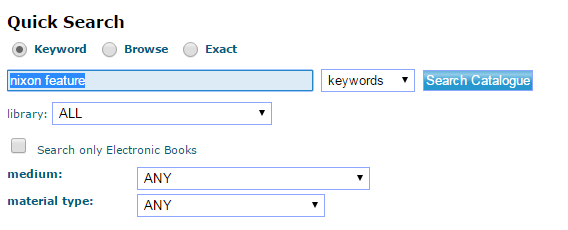 Quick Search
Keyword Browse Exact
nixon feature keywords Search Catalogue
library: ALL
Search only Electronic Books
medium: ANY
material type: ANY